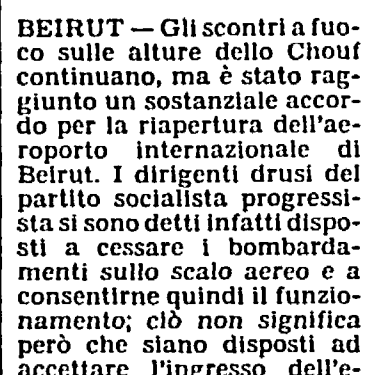 BEIRUT — Gli scontri a fuo-
co sulle alture dello Chouf
continuano, ma è stato rag-
giunto un sostanziale accor-
do per la riapertura dell'ae-
roporto internazionale di
Beirut. I dirigenti drusi del
partito socialista progressi-
sta si sono detti infatti dispo-
sti a cessare i bombarda-
menti sullo scalo aereo e a
consentirne quindi il funzio-
namento; ciò non significa
però che siano disposti ad
accettare l'ingresso dell'e-